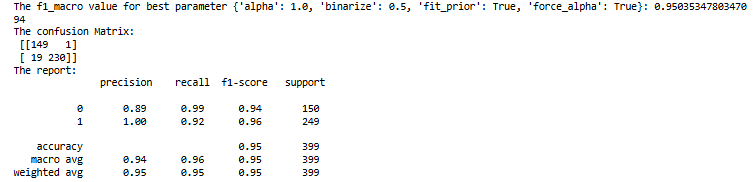 The f1_macro value for best parameter {'alpha': 1.0, 'binarize': 0.5, 'fit_prior': True, 'force_alpha': True}: 0.95035347803470
94
The confusion Matrix:
[[149   1]
[ 19 230]]
The report:
precision    recall  f1-score   support
0       0.89      0.99      0.94       150
1       1.00      0.92      0.96       249
accuracy                           0.95       399
macro avg       0.94      0.96      0.95       399
weighted avg       0.95      0.95      0.95       399